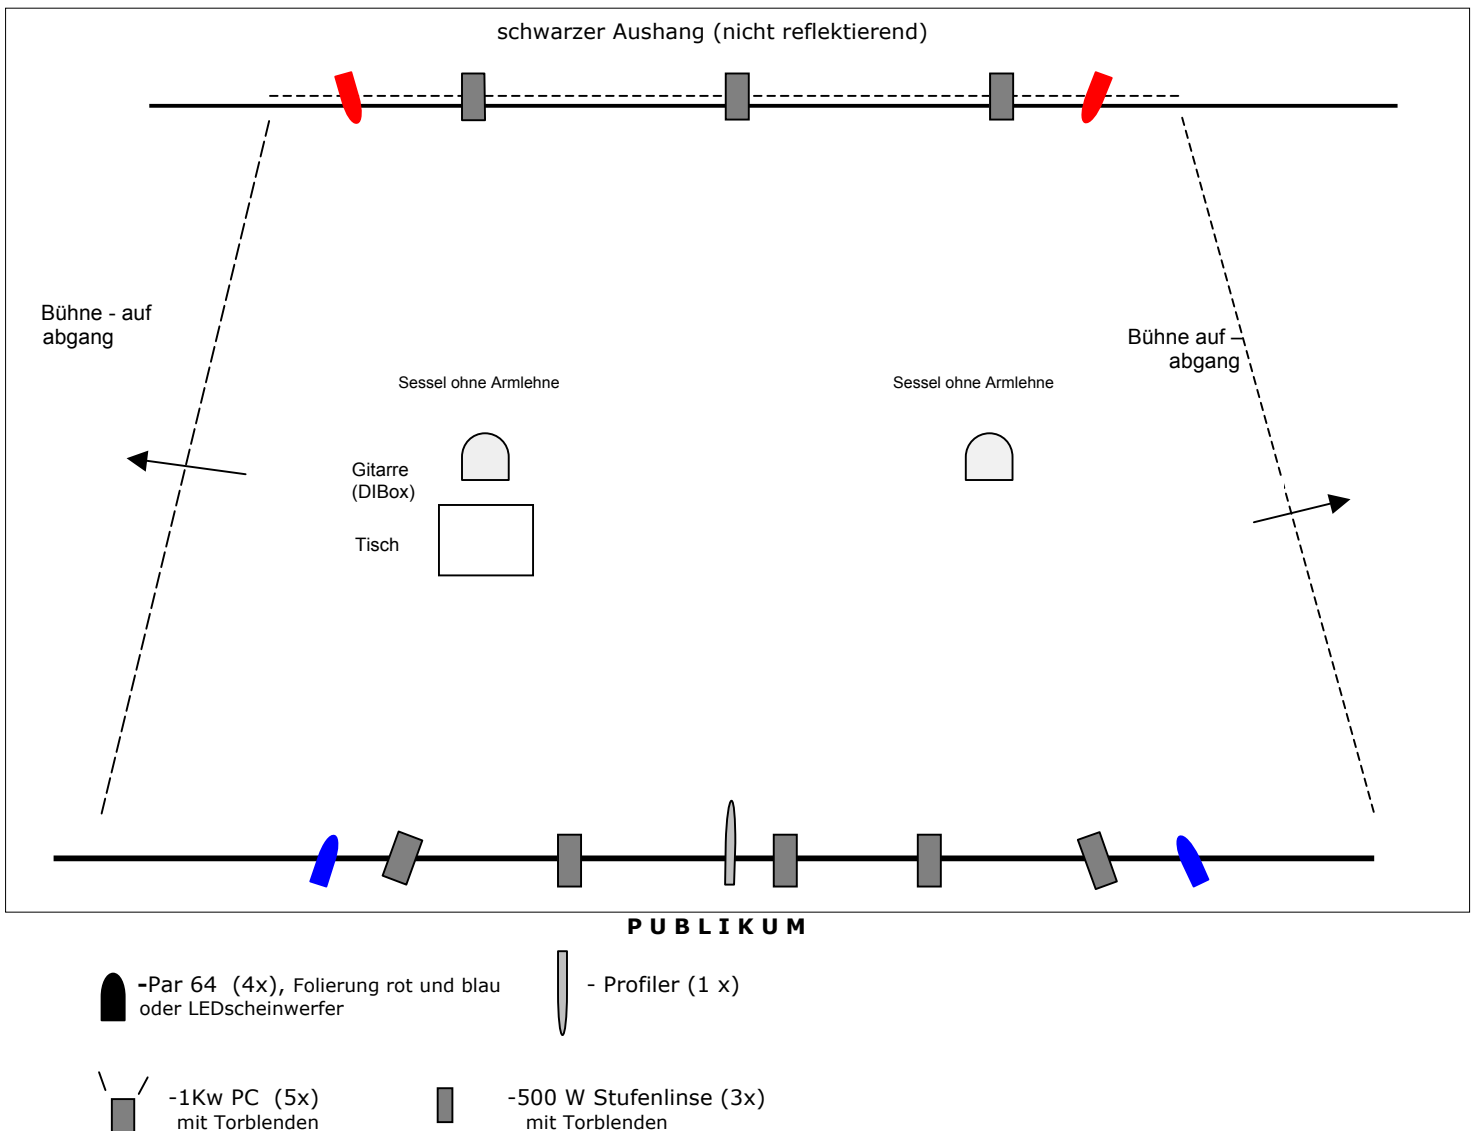 schwarzer Aushang (nicht reflektierend)
Bühne - auf
abgang
Bühne auf –
abgang
Sessel ohne Armlehne
Sessel ohne Armlehne
Gitarre
(DIBox)
Tisch
PUBLIKUM
-Par 64 (4x), Folierung rot und blau
oder LEDscheinwerfer
- Profiler (1 x)
-1Kw PC (5x)
mit Torblenden
-500 W Stufenlinse (3x)
mit Torblenden